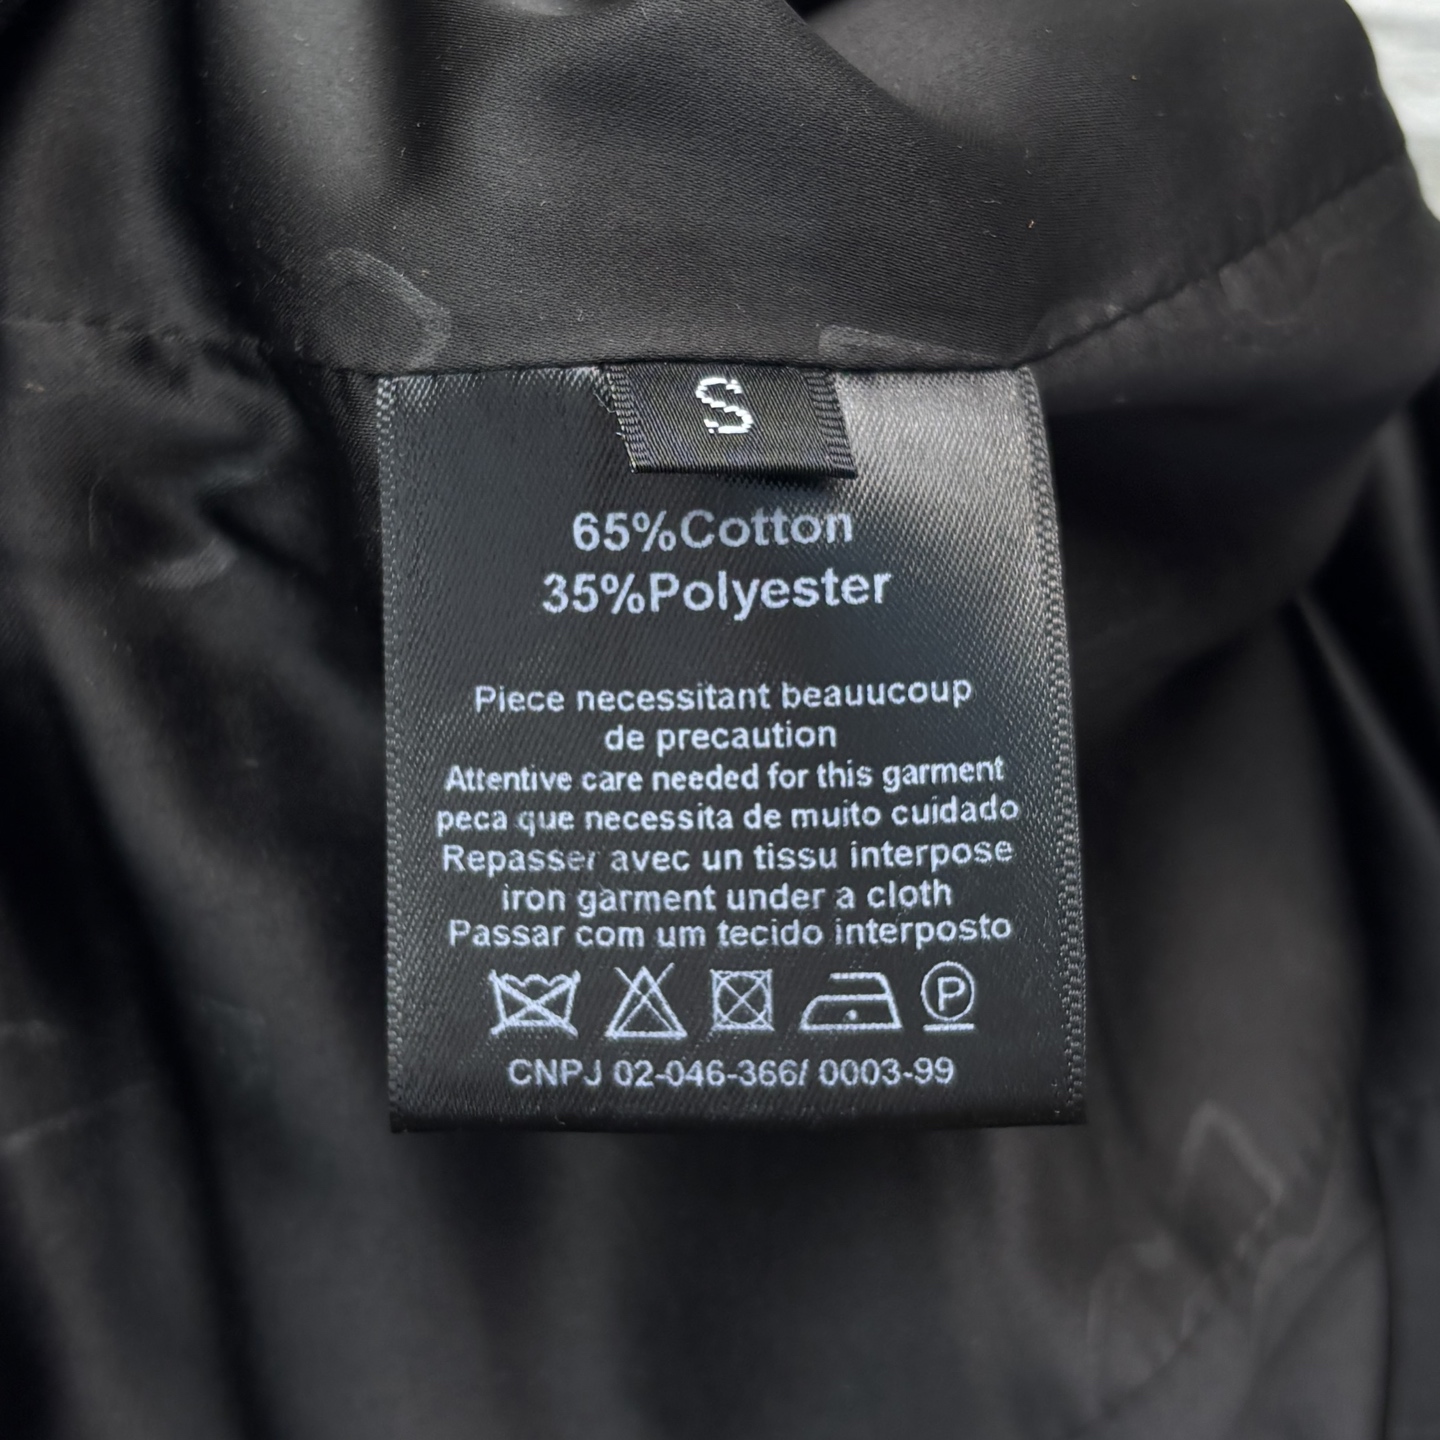 S
65%Cotton
35%Polyester
Piece necessitant beauucoup
de precaution
Attentive care needed for this garment
peca que necessita de muito cuidado
Repasser avec un tissu interpose
iron garment under a cloth
Passar com um tecido interposto
P
CNPJ 02-046-366/ 0003-99